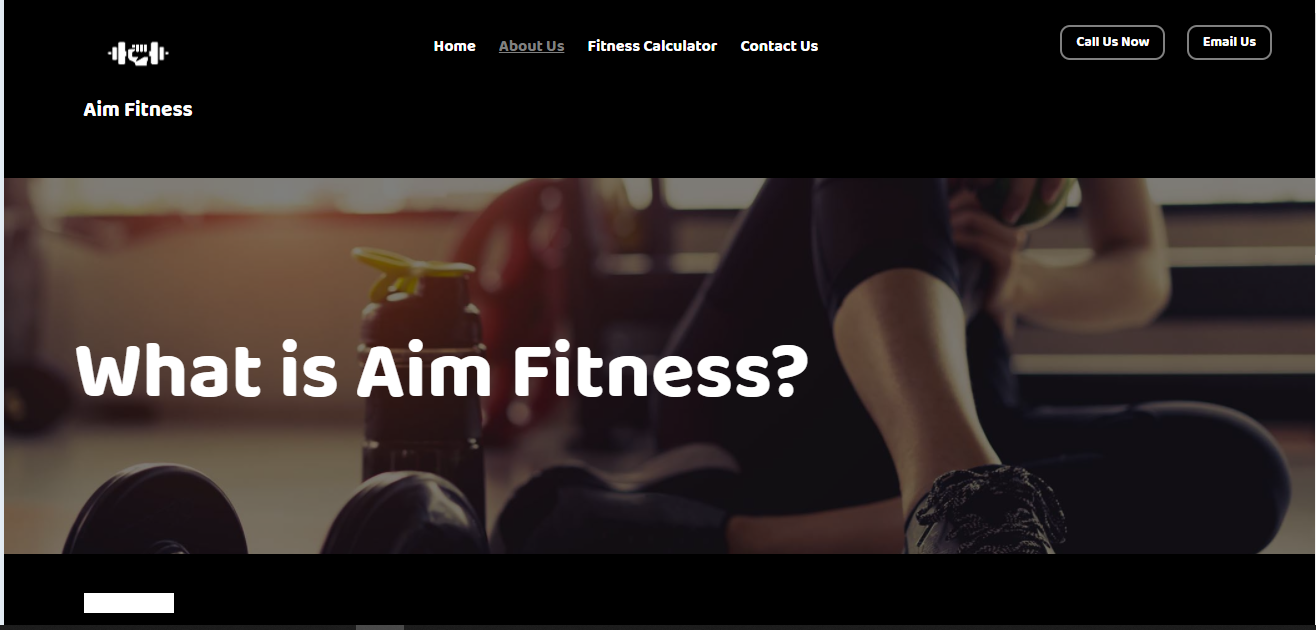 Home About Us Fitness Calculator Contact Us Call Us Now Email Us
Aim Fitness
What is Aim Fitness?